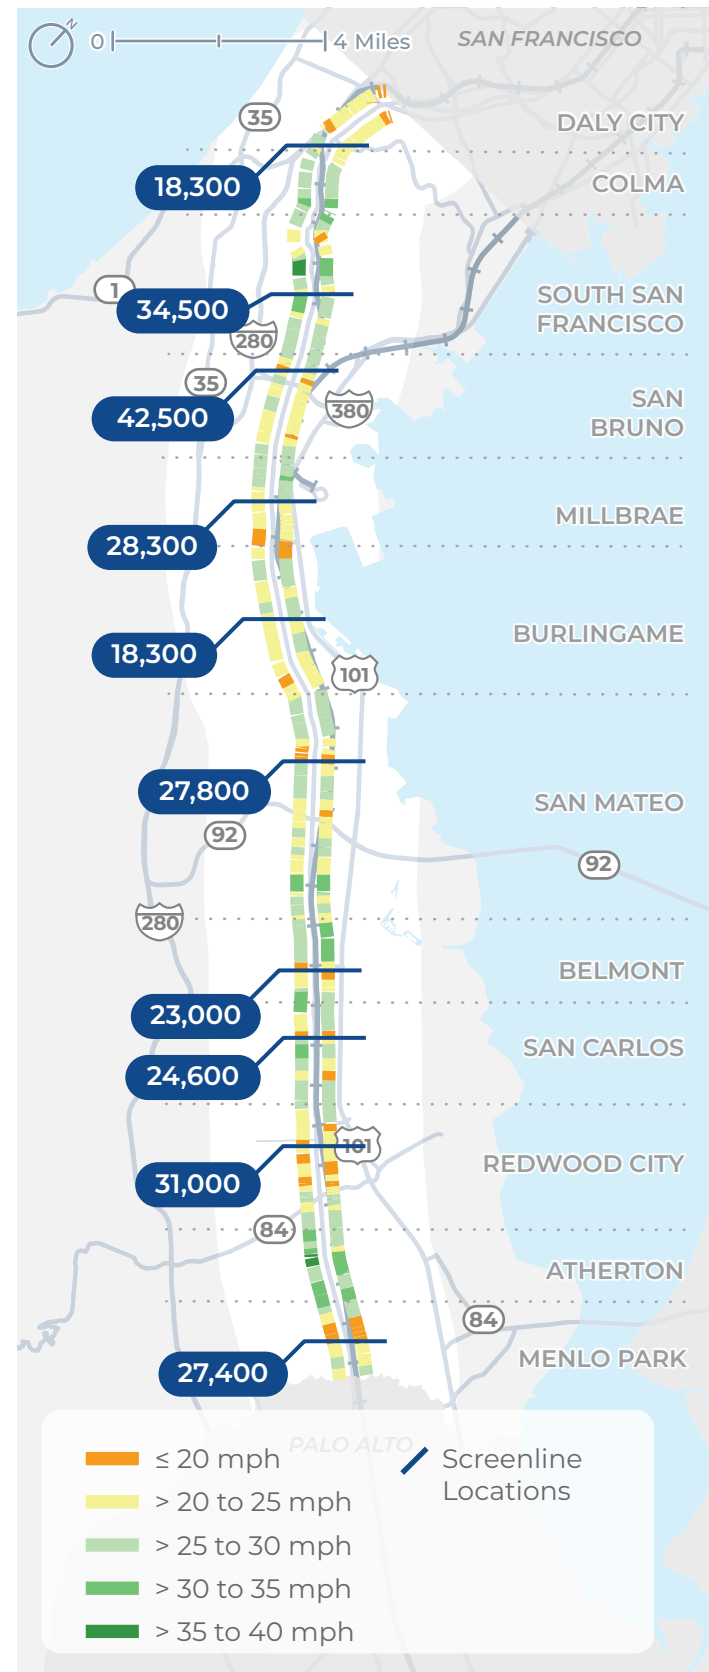 N
0
4 Miles
SAN FRANCISCO
35
DALY CITY
18,300
COLMA
1
34,500
SOUTH SAN
FRANCISCO
280
35
42,500
380
SAN
BRUNO
28,300
MILLBRAE
18,300
BURLINGAME
101
27,800
SAN MATEO
92
92
280
BELMONT
23,000
SAN CARLOS
24,600
101
REDWOOD CITY
31,000
84
ATHERTON
84
MENLO PARK
27,400
PALO ALTO
≤ 20 mph
> 20 to 25 mph
> 25 to 30 mph
> 30 to 35 mph
> 35 to 40 mph
Screenline
Locations